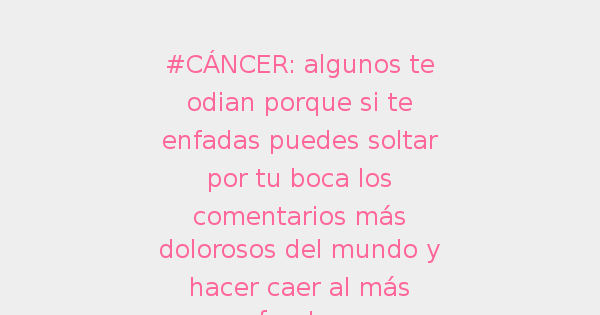 #CÁNCER: algunos te
odian porque si te
enfadas puedes soltar
por tu boca los
comentarios más
dolorosos del mundo y
hacer caer al más